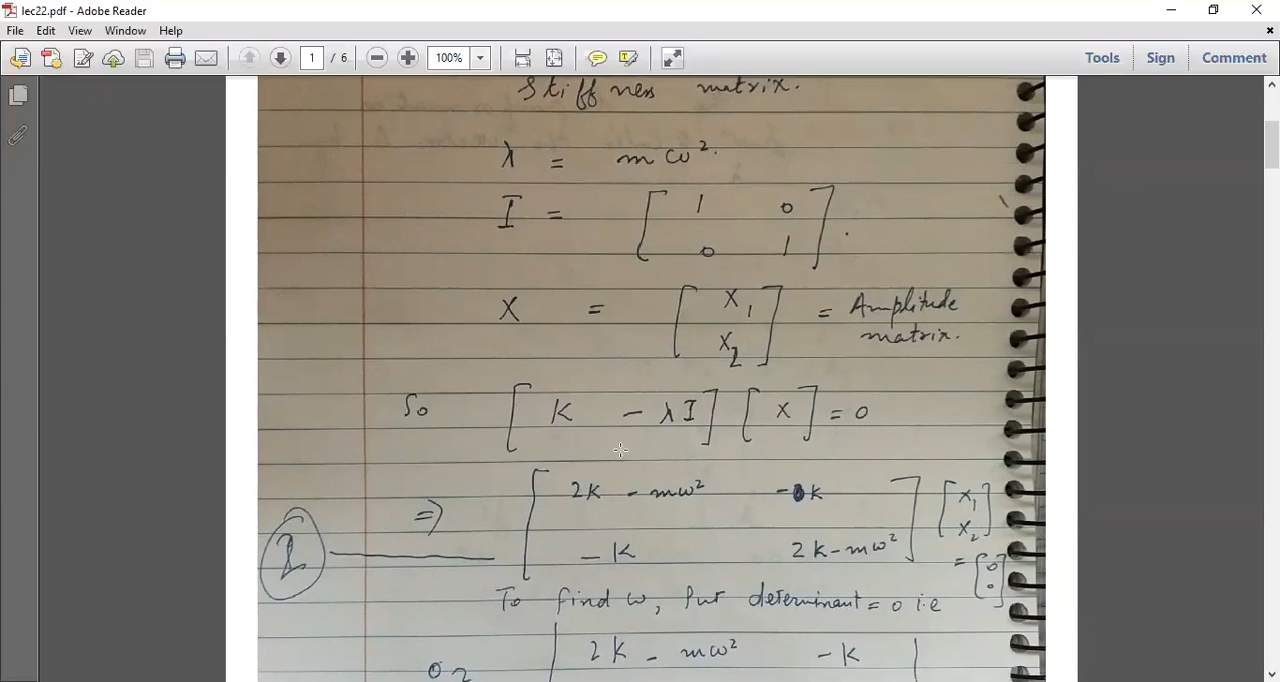 lec22.pdf - Adobe Reader
File Edit View Window Help
1 / 6 100% Tools Sign Comment
Stiffness matrix.
λ = mω².
I = [ 1 0
0 1 ].
X = [ X₁
X₂ ] = Amplitude
matrix.
So [ K - λI ] [ X ] = 0
⇒ [ 2K - mω² -k
-K 2K-mω² ] [ X₁
X₂ ]
= [ 0
0 ]
To find ω, Put determinant = 0 i.e
2K - mω² -K